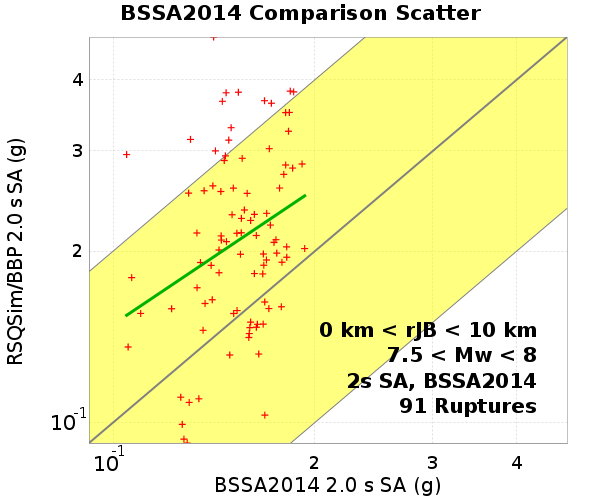 BSSA2014 Comparison Scatter
RSQSim/BBP 2.0 s SA (g)
4
3
2
10-1
0 km < rJB < 10 km
7.5 < Mw < 8
2s SA, BSSA2014
91 Ruptures
10-1 2 3 4
BSSA2014 2.0 s SA (g)